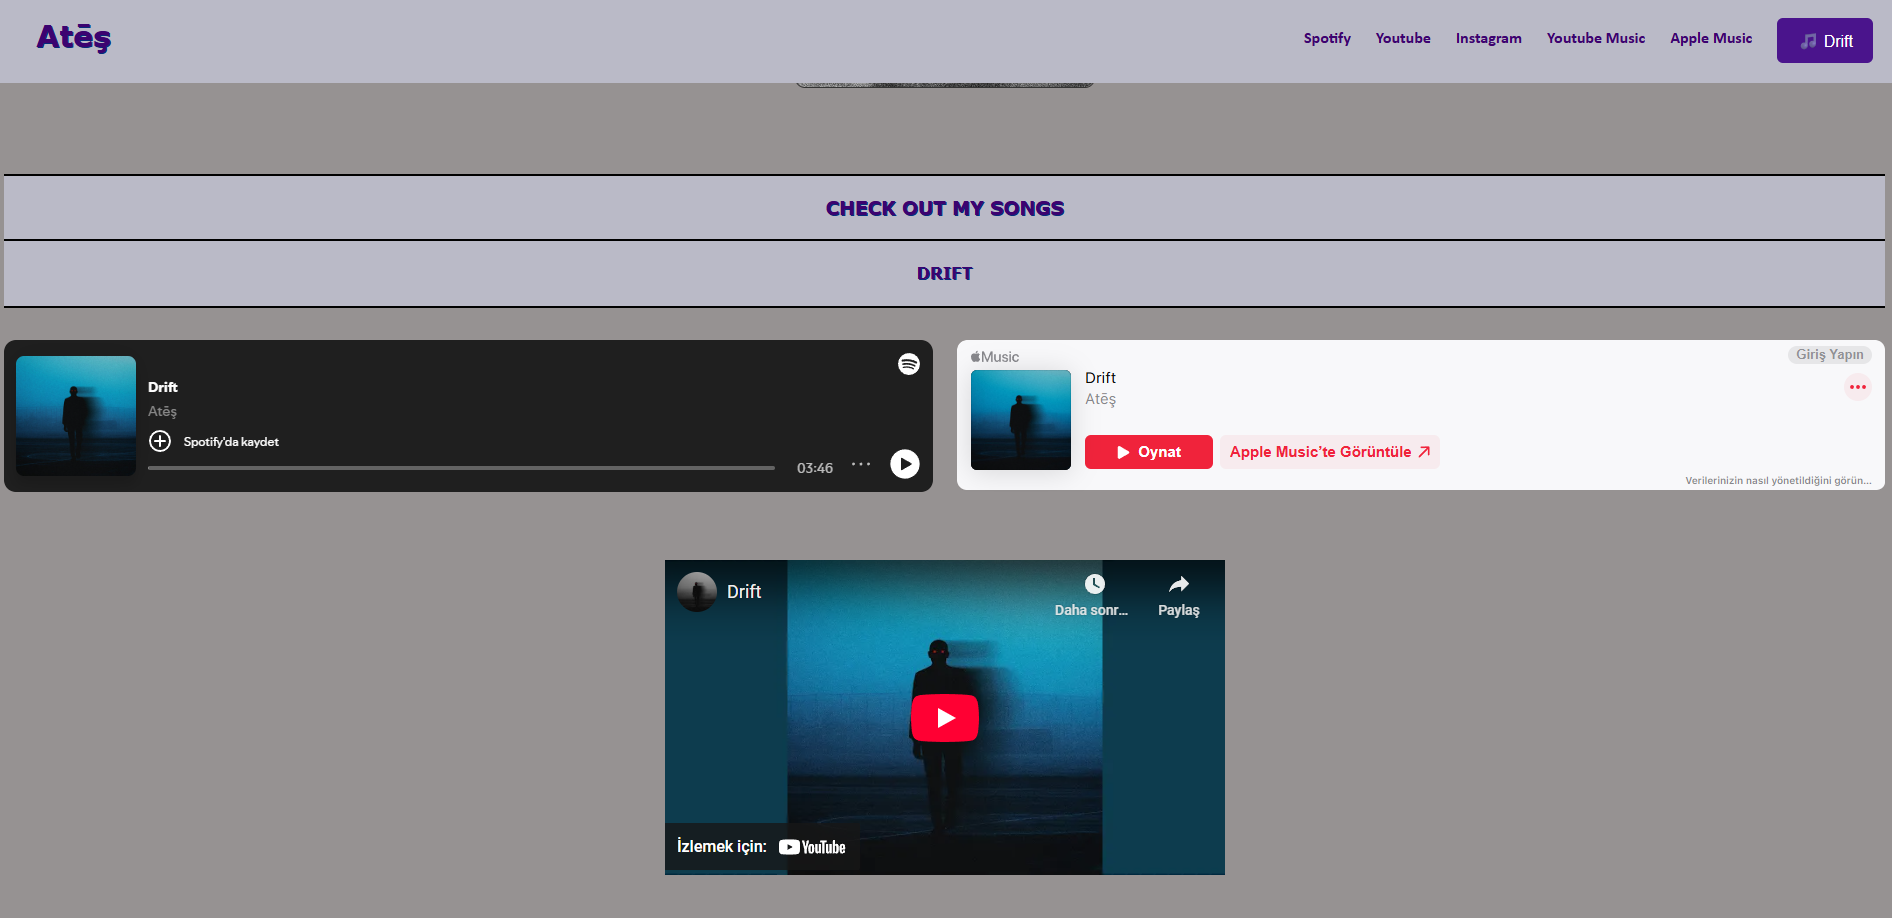 Atēş
Spotify Youtube Instagram Youtube Music Apple Music Drift
CHECK OUT MY SONGS
DRIFT
Drift
Atēş
Spotify'da kaydet
03:46
Music
Giriş Yapın
Drift
Atēş
Oynat
Apple Music'te Görüntüle
Verilerinizin nasıl yönetildiğini görün...
Drift
Daha sonr...
Paylaş
İzlemek için: YouTube